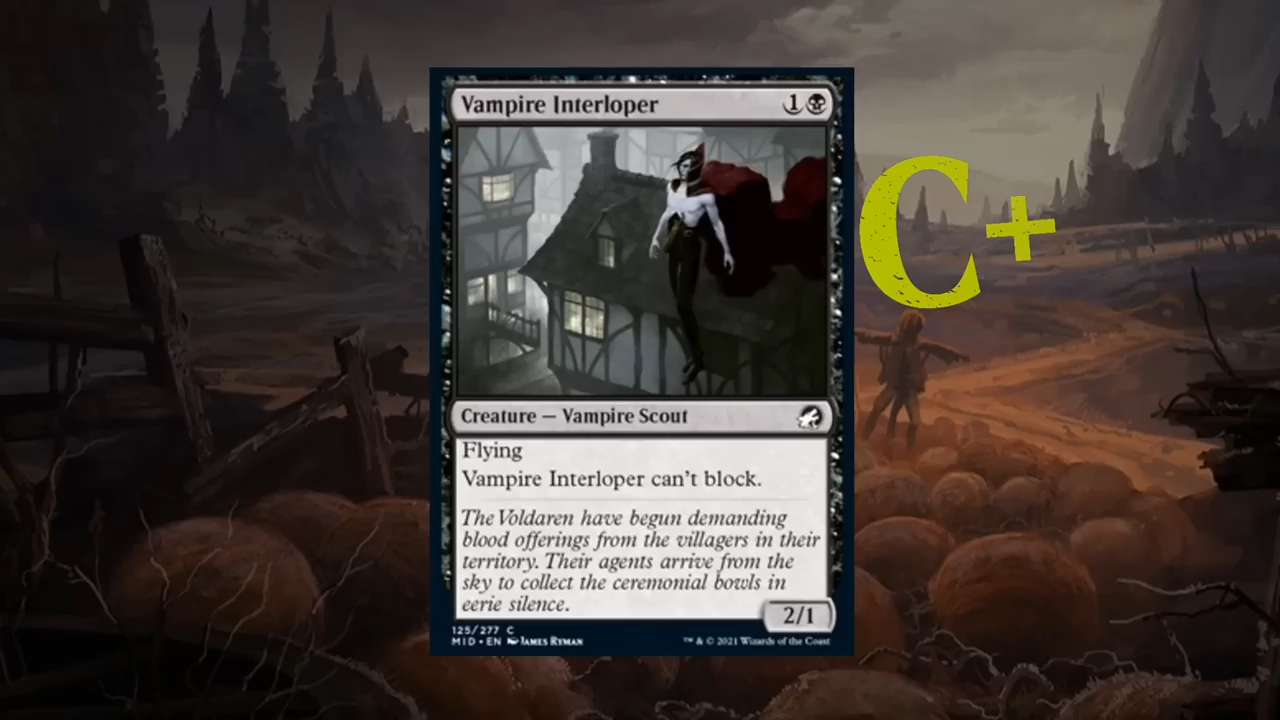 Vampire Interloper 1
C+
Creature — Vampire Scout
Flying
Vampire Interloper can't block.
The Voldaren have begun demanding
blood offerings from the villagers in their
territory. Their agents arrive from the
sky to collect the ceremonial bowls in
eerie silence.
2/1
125/277 C
MID • EN JAMES RYMAN
™ & © 2021 Wizards of the Coast